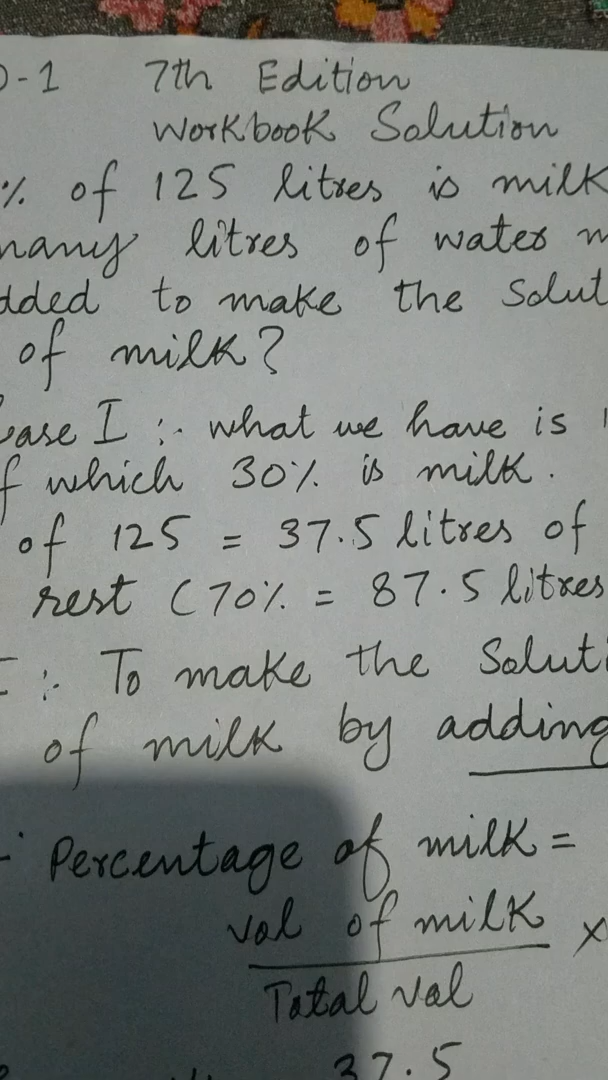 -1 7th Edition
Workbook Solution
% of 125 litres is milk
many litres of water
dded to make the Solut
of milk?
ase I :- what we have is
f which 30% is milk.
of 125 = 37.5 litres of
rest (70% = 87.5 litres
:- To make the Soluti
of milk by adding
Percentage of milk =
vol of milk ×
Total vol
37.5